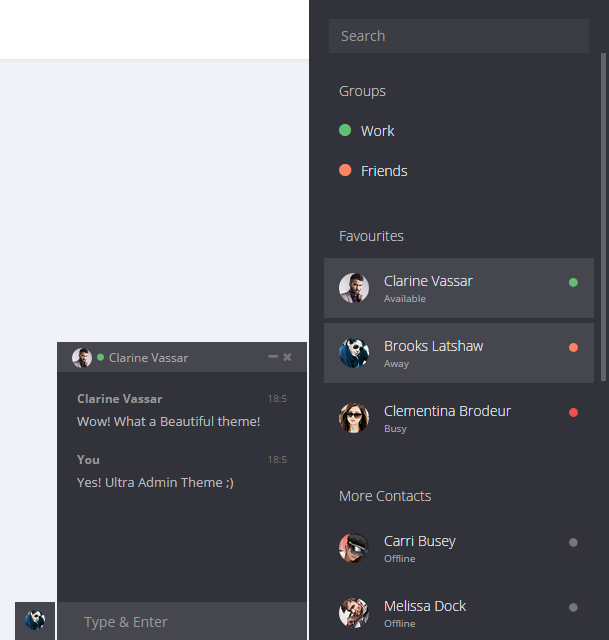 Search
Groups
Work
Friends
Favourites
Clarine Vassar
Available
Brooks Latshaw
Away
Clementina Brodeur
Busy
More Contacts
Carri Busey
Offline
Melissa Dock
Offline
Clarine Vassar
Clarine Vassar 18:5
Wow! What a Beautiful theme!
You 18:5
Yes! Ultra Admin Theme ;)
Type & Enter